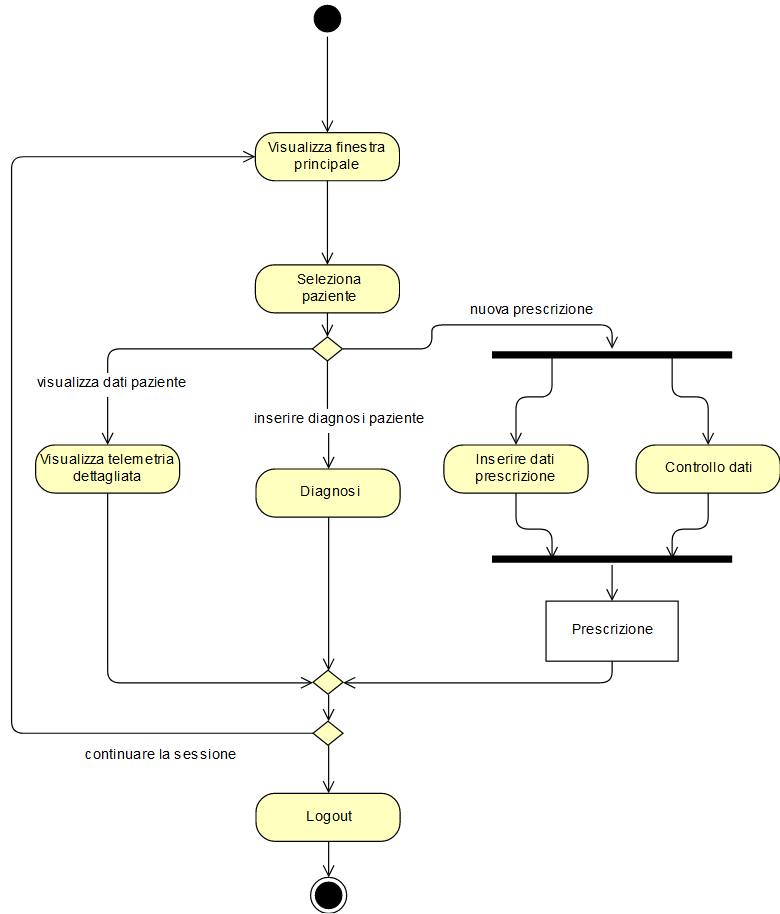 Visualizza finestra
principale
Seleziona
paziente
nuova prescrizione
visualizza dati paziente
inserire diagnosi paziente
Visualizza telemetria
dettagliata
Diagnosi
Inserire dati
prescrizione
Controllo dati
Prescrizione
continuare la sessione
Logout